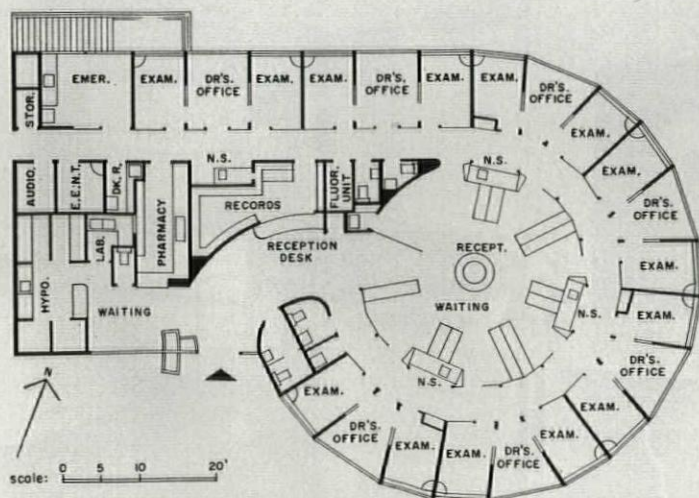 EMER.
EXAM.
DR'S.
OFFICE
EXAM.
EXAM.
DR'S.
OFFICE
EXAM.
EXAM.
DR'S.
OFFICE
STOR.
EXAM.
N.S.
N.S.
AUDIO.
E.E.N.T.
DK. R.
PHARMACY
RECORDS
FLUOR.
UNIT
DR'S.
OFFICE
LAB.
RECEPTION
DESK
RECEPT.
EXAM.
HYPO.
WAITING
WAITING
N.S.
EXAM.
EXAM.
N.S.
DR'S.
OFFICE
EXAM.
EXAM.
DR'S.
OFFICE
EXAM.
EXAM.
DR'S.
OFFICE
EXAM.
N
scale: 0 5 10 20'